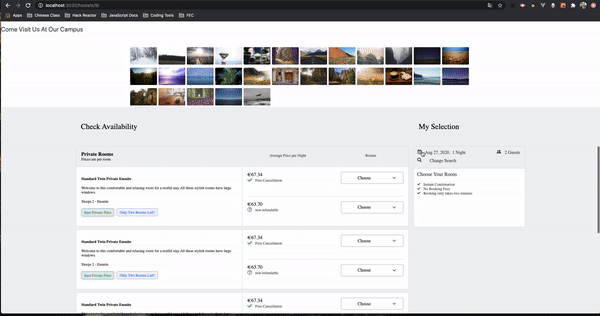 localhost:3030/hostels/6/
Apps
Chinese Class
Hack Reactor
JavaScript Docs
Coding Tools
FEC
Come Visit Us At Our Campus
Check Availability
My Selection
Private Rooms
Prices are per room
Average Price per Night
Rooms
Aug 27, 2020, 1 Night
2 Guests
Change Search
Choose Your Room
Instant Confirmation
No Booking Fees
Booking only takes two minutes
Standard Twin Private Ensuite
Welcome to this comfortable and relaxing room for a restful stay. All these stylish rooms have large
windows.
Sleeps 2 - Ensuite
Best Private Price
Only Two Rooms Left!
€67.34
Free Cancellation
Choose
€63.70
non-refundable
Choose
Standard Twin Private Ensuite
Welcome to this comfortable and relaxing room for a restful stay. All these stylish rooms have large
windows.
Sleeps 2 - Ensuite
Best Private Price
Only Two Rooms Left!
€67.34
Free Cancellation
Choose
€63.70
non-refundable
Choose
Standard Twin Private Ensuite
€67.34
Free Cancellation
Choose